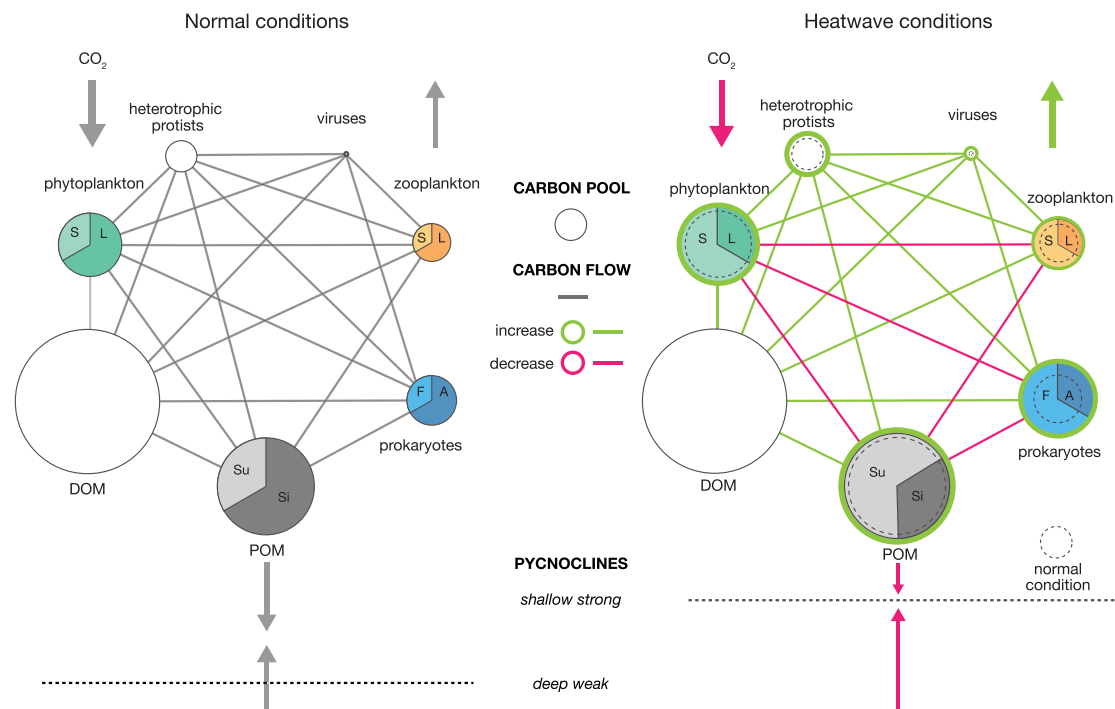 Normal conditions
CO2
heterotrophic
protists
viruses
phytoplankton
zooplankton
S
L
S
L
F
A
prokaryotes
DOM
Su
Si
POM
CARBON POOL
CARBON FLOW
increase
decrease
PYCNOCLINES
shallow strong
deep weak
Heatwave conditions
CO2
heterotrophic
protists
viruses
phytoplankton
zooplankton
S
L
S
L
F
A
prokaryotes
DOM
Su
Si
POM
normal
condition